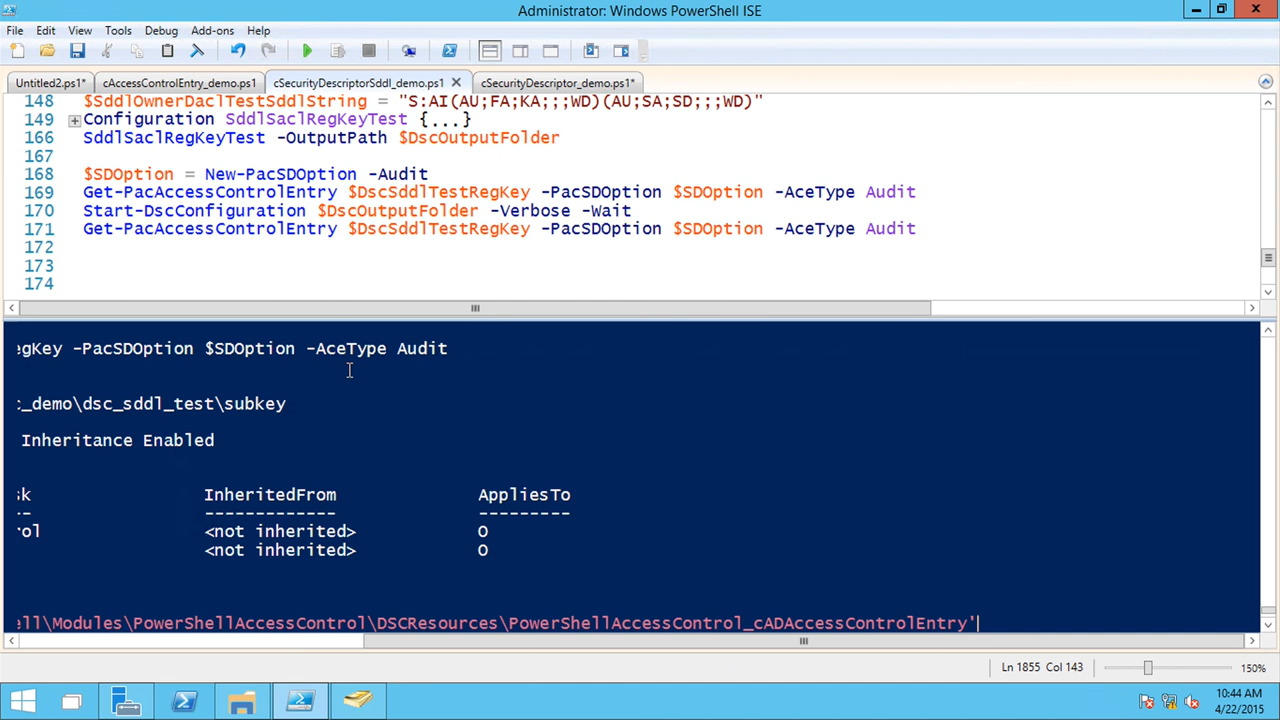 Administrator: Windows PowerShell ISE
File Edit View Tools Debug Add-ons Help
Untitled2.ps1* cAccessControlEntry_demo.ps1 cSecurityDescriptorSddl_demo.ps1 cSecurityDescriptor_demo.ps1*
148 $SddlOwnerDaclTestSddlString = "S:AI(AU;FA;KA;;;WD)(AU;SA;SD;;;WD)"
149 Configuration SddlSaclRegKeyTest {...}
166 SddlSaclRegKeyTest -OutputPath $DscOutputFolder
167
168 $SDOption = New-PacSDOption -Audit
169 Get-PacAccessControlEntry $DscSddlTestRegKey -PacSDOption $SDOption -AceType Audit
170 Start-DscConfiguration $DscOutputFolder -Verbose -Wait
171 Get-PacAccessControlEntry $DscSddlTestRegKey -PacSDOption $SDOption -AceType Audit
172
173
174
egKey -PacSDOption $SDOption -AceType Audit
c_demo\dsc_sddl_test\subkey
Inheritance Enabled
sk InheritedFrom AppliesTo
-- ------------- ---------
rol <not inherited> O
<not inherited> O
ell\Modules\PowerShellAccessControl\DSCResources\PowerShellAccessControl_cADAccessControlEntry'
Ln 1855 Col 143 150%
10:44 AM
4/22/2015